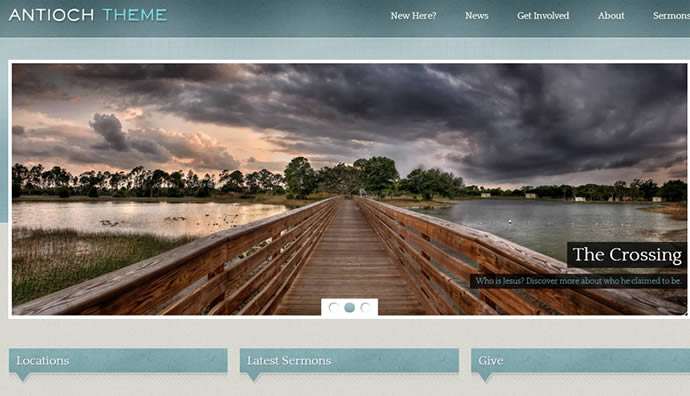 ANTIOCH THEME
New Here? News Get Involved About Sermons
The Crossing
Who is Jesus? Discover more about who he claimed to be.
Locations Latest Sermons Give